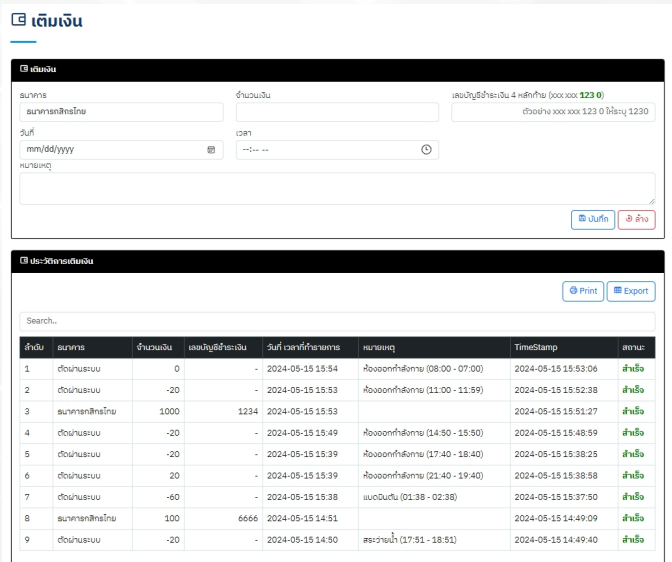 เติมเงิน
เติมเงิน
ธนาคาร จำนวนเงิน เลขบัญชีชำระเงิน 4 หลักท้าย (xxx xxx 123 0)
ธนาคารกสิกรไทย ตัวอย่าง xxx xxx 123 0 ให้ระบุ 1230
วันที่ เวลา
mm/dd/yyyy --:-- --
หมายเหตุ
บันทึก ล้าง
ประวัติการเติมเงิน
Print Export
Search..
ลำดับ ธนาคาร จำนวนเงิน เลขบัญชีชำระเงิน วันที่ เวลาที่ทำรายการ หมายเหตุ TimeStamp สถานะ
1 ตัดผ่านระบบ 0 - 2024-05-15 15:54 ห้องออกกำลังกาย (08:00 - 07:00) 2024-05-15 15:53:06 สำเร็จ
2 ตัดผ่านระบบ -20 - 2024-05-15 15:53 ห้องออกกำลังกาย (11:00 - 11:59) 2024-05-15 15:52:38 สำเร็จ
3 ธนาคารกสิกรไทย 1000 1234 2024-05-15 15:53 2024-05-15 15:51:27 สำเร็จ
4 ตัดผ่านระบบ -20 - 2024-05-15 15:49 ห้องออกกำลังกาย (14:50 - 15:50) 2024-05-15 15:48:59 สำเร็จ
5 ตัดผ่านระบบ -20 - 2024-05-15 15:39 ห้องออกกำลังกาย (17:40 - 18:40) 2024-05-15 15:38:25 สำเร็จ
6 ตัดผ่านระบบ 20 - 2024-05-15 15:39 ห้องออกกำลังกาย (21:40 - 19:40) 2024-05-15 15:38:58 สำเร็จ
7 ตัดผ่านระบบ -60 - 2024-05-15 15:38 แบดมินตัน (01:38 - 02:38) 2024-05-15 15:37:50 สำเร็จ
8 ธนาคารกสิกรไทย 100 6666 2024-05-15 14:51 2024-05-15 14:49:09 สำเร็จ
9 ตัดผ่านระบบ -20 - 2024-05-15 14:50 สระว่ายน้ำ (17:51 - 18:51) 2024-05-15 14:49:40 สำเร็จ